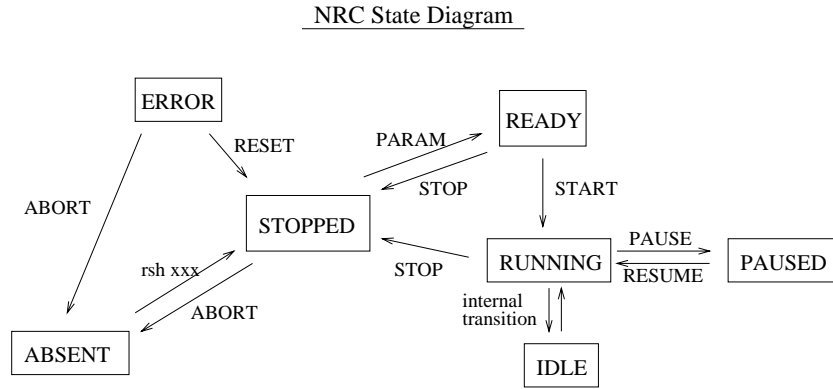 NRC State Diagram
ERROR
READY
RESET
PARAM
STOP
START
ABORT
STOPPED
rsh xxx
ABORT
STOP
RUNNING
PAUSE
RESUME
PAUSED
internal
transition
ABSENT
IDLE